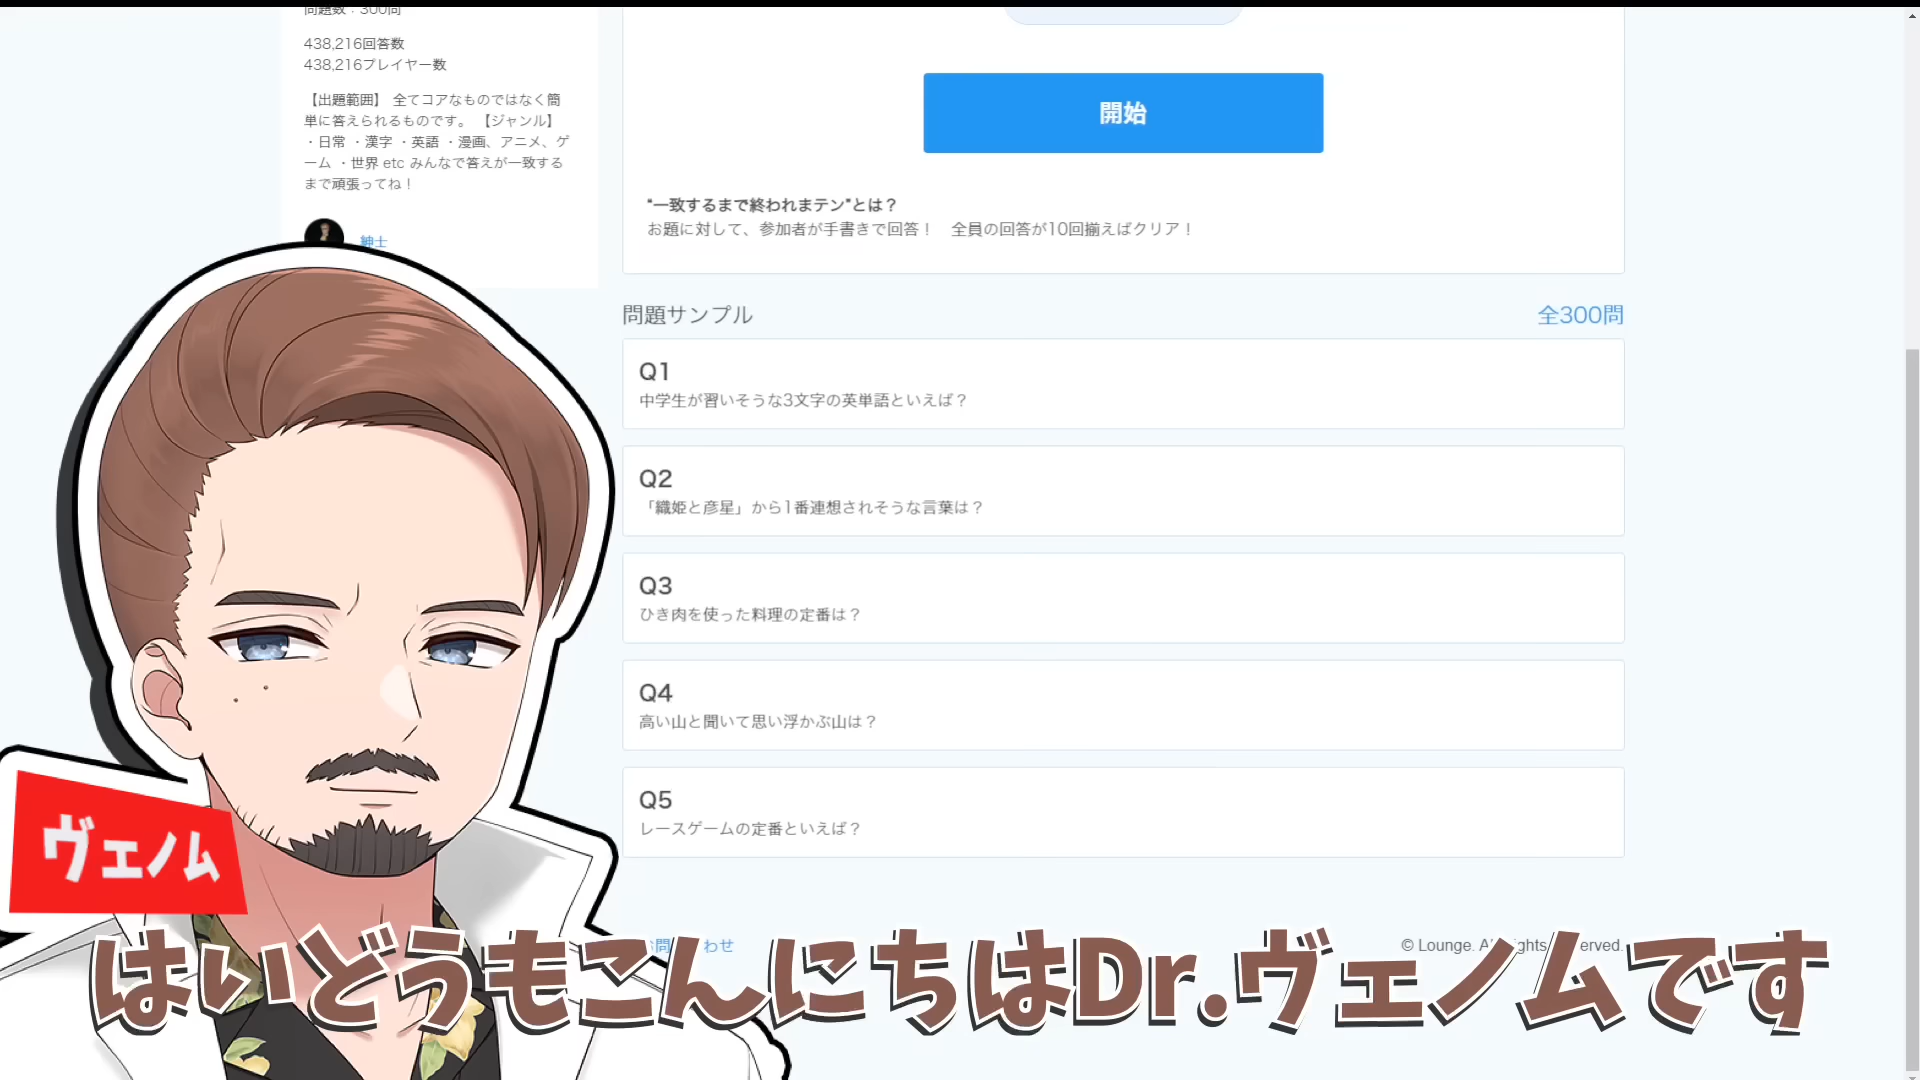 問題数：300問
438,216回答数
438,216プレイヤー数
【出題範囲】 全てコアなものではなく簡
単に答えられるものです。 【ジャンル】
・日常 ・漢字 ・英語 ・漫画、アニメ、ゲ
ーム ・世界 etc みんなで答えが一致する
まで頑張ってね！
紳士
開始
“一致するまで終われまテン”とは？
お題に対して、参加者が手書きで回答！　全員の回答が10回揃えばクリア！
問題サンプル
全300問
Q1
中学生が習いそうな3文字の英単語といえば？
Q2
「織姫と彦星」から1番連想されそうな言葉は？
Q3
ひき肉を使った料理の定番は？
Q4
高い山と聞いて思い浮かぶ山は？
Q5
レースゲームの定番といえば？
ヴェノム
© Lounge.
はいどうもこんにちはDr.ヴェノムです